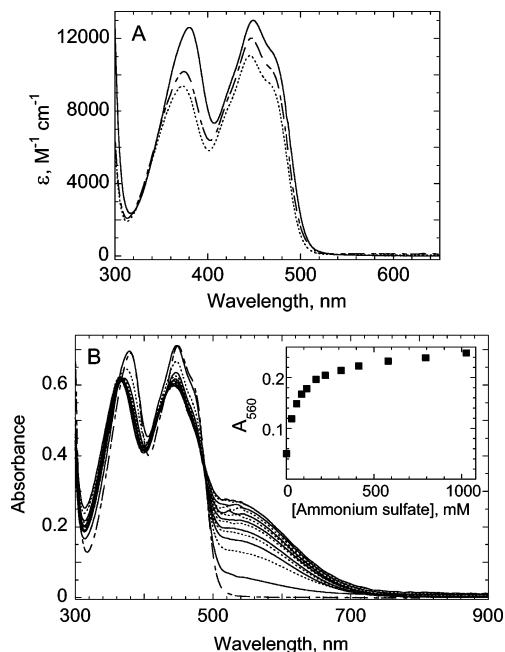 A
12000
8000
4000
0
ε, M⁻¹ cm⁻¹
300 400 500 600
Wavelength, nm
B
0.6
0.4
0.2
0
Absorbance
0.2
0.1
A₅₆₀
0 500 1000
[Ammonium sulfate], mM
300 400 500 700 900
Wavelength, nm